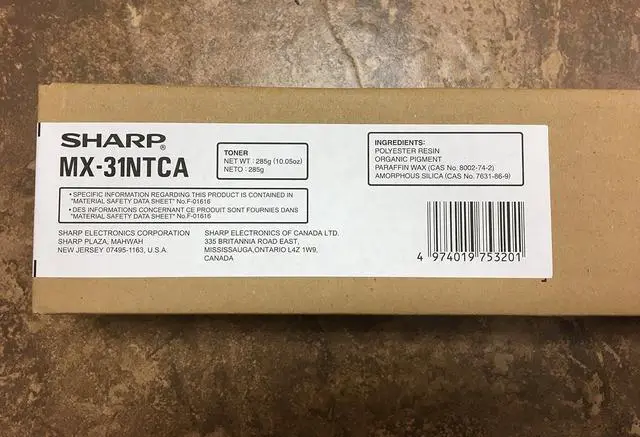 SHARP®
MX-31NTCA
TONER
NET WT : 285g (10.05oz)
NETO : 285g
INGREDIENTS:
POLYESTER RESIN
ORGANIC PIGMENT
PARAFFIN WAX (CAS No. 8002-74-2)
AMORPHOUS SILICA (CAS No. 7631-86-9)
• SPECIFIC INFORMATION REGARDING THIS PRODUCT IS CONTAINED IN
"MATERIAL SAFETY DATA SHEET" No.F-01616
• DES INFORMATIONS CONCERNANT CE PRODUIT SONT FOURNIES DANS
"MATERIAL SAFETY DATA SHEET" No.F-01616
SHARP ELECTRONICS CORPORATION
SHARP PLAZA, MAHWAH
NEW JERSEY 07495-1163, U.S.A.
SHARP ELECTRONICS OF CANADA LTD.
335 BRITANNIA ROAD EAST,
MISSISSAUGA,ONTARIO L4Z 1W9,
CANADA
4 974019 753201